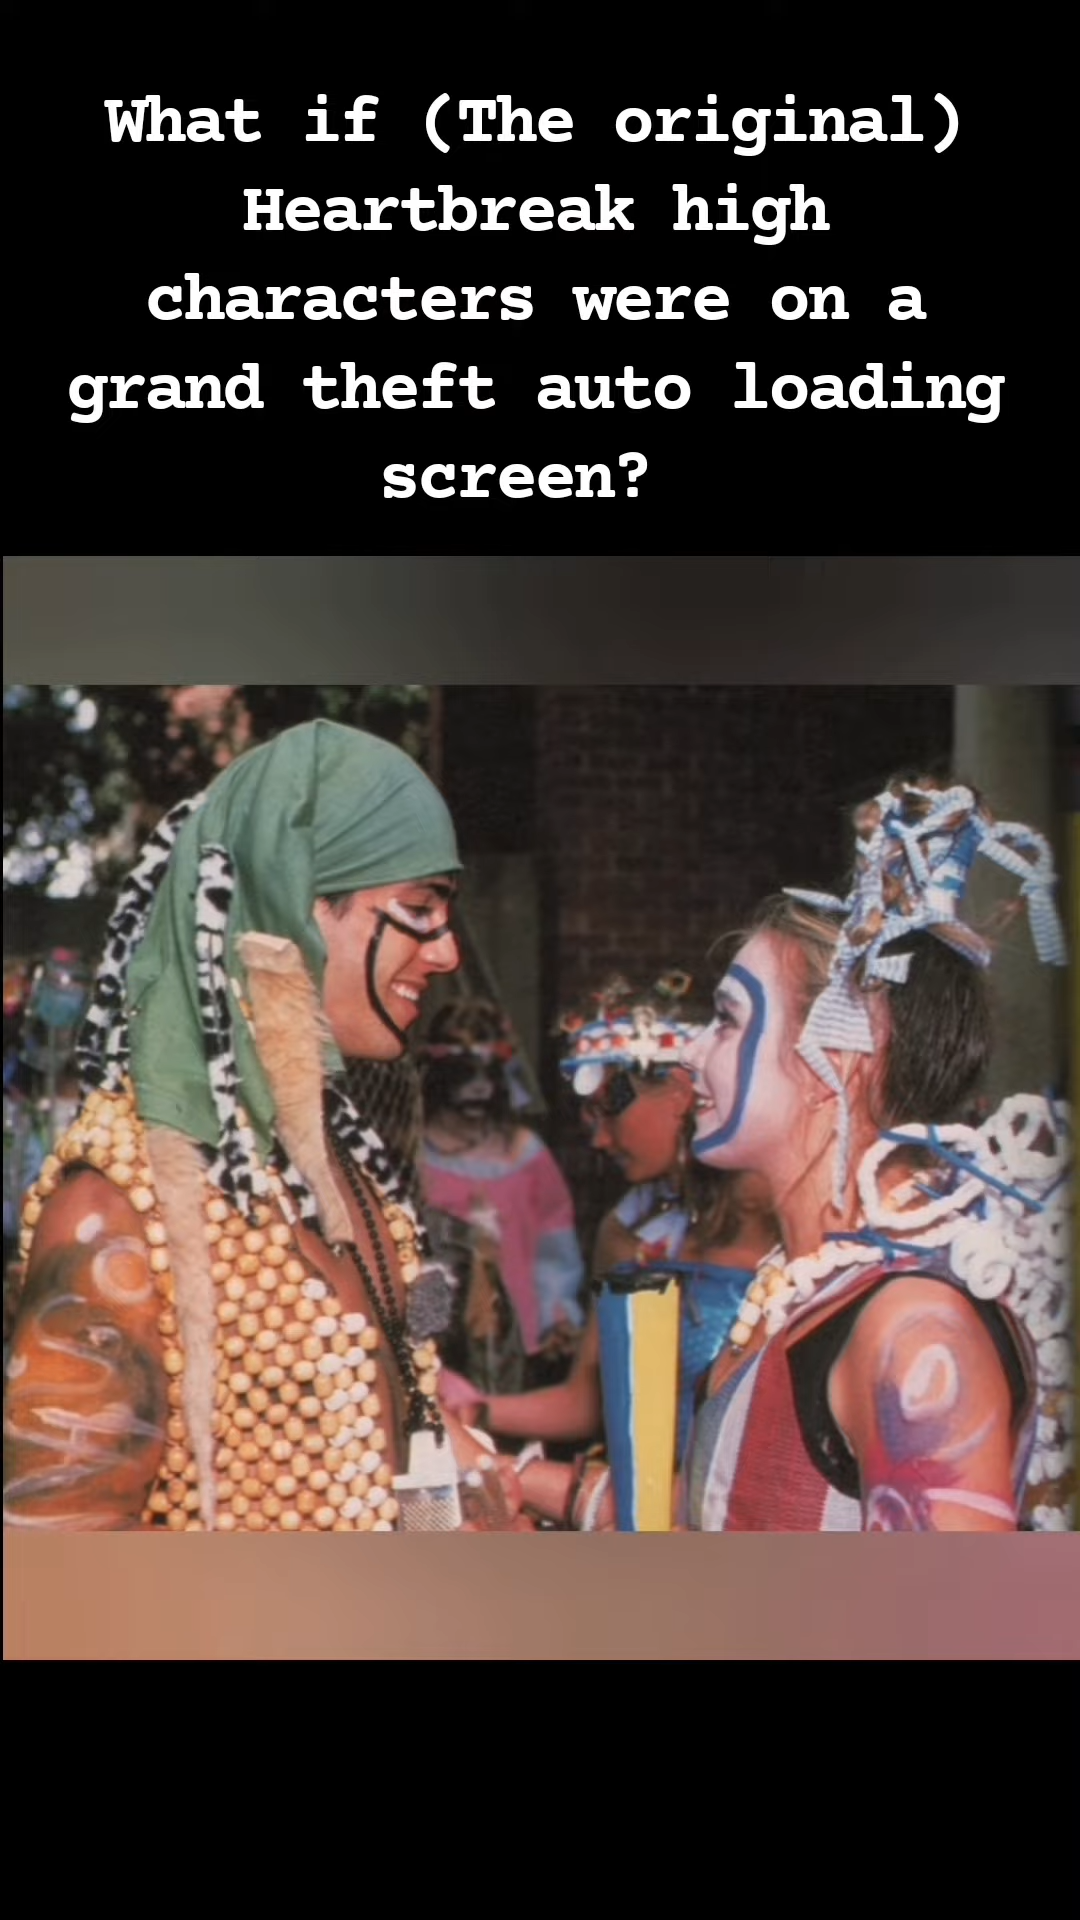 What if (The original)
Heartbreak high
characters were on a
grand theft auto loading
screen?